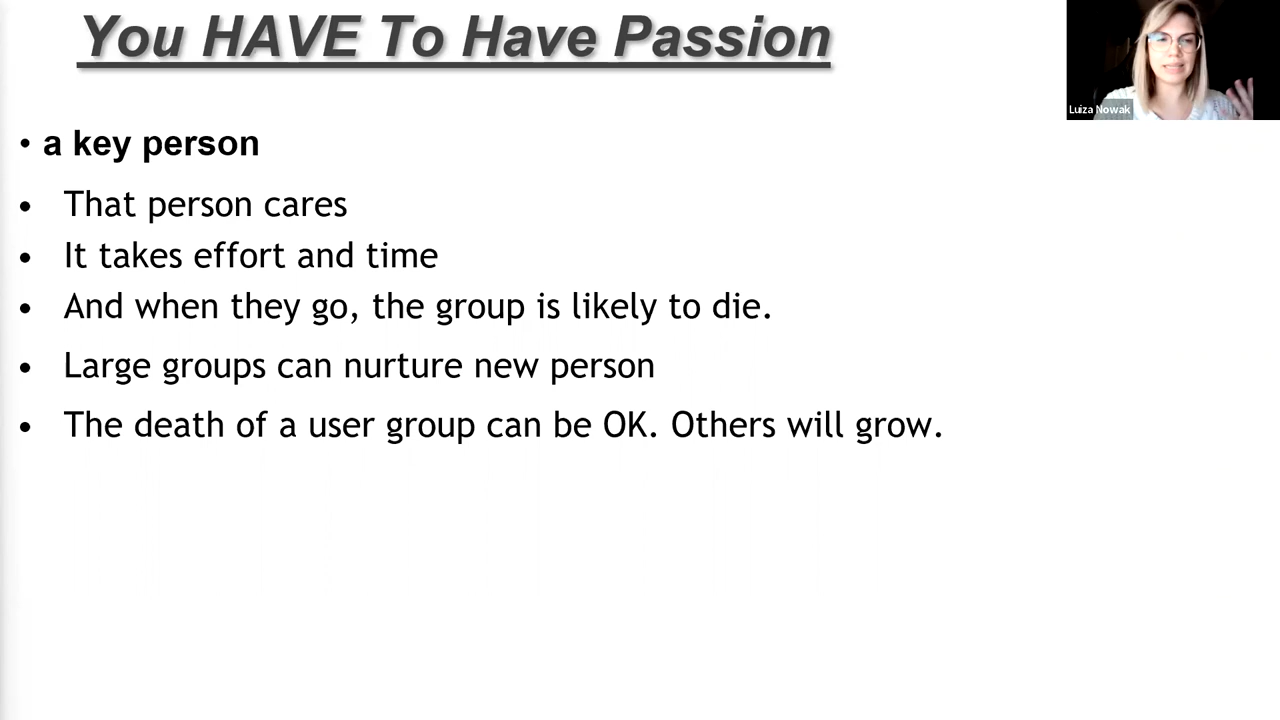 You HAVE To Have Passion
Luiza Nowak
• a key person
• That person cares
• It takes effort and time
• And when they go, the group is likely to die.
• Large groups can nurture new person
• The death of a user group can be OK. Others will grow.